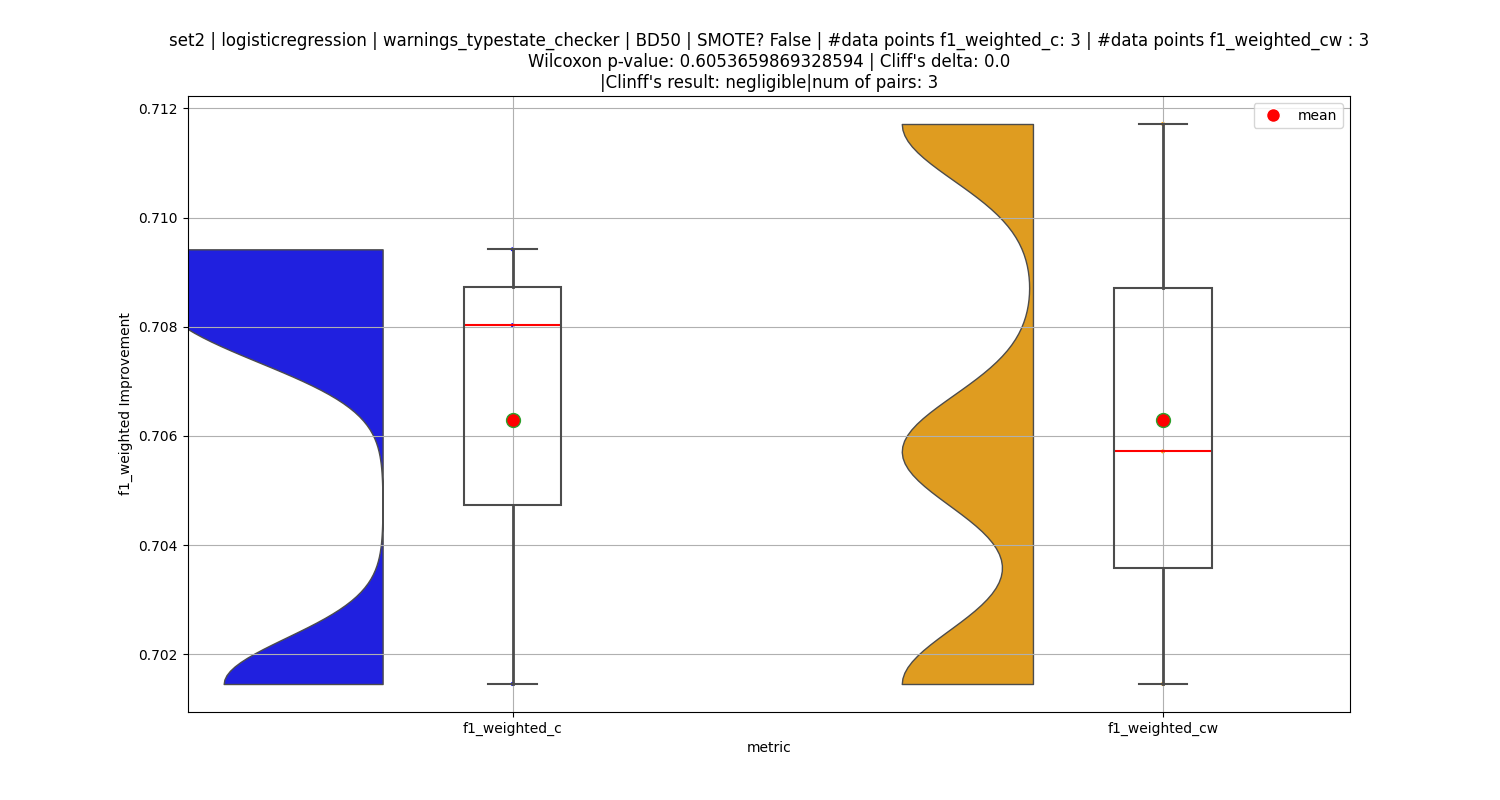 set2 | logisticregression | warnings_typestate_checker | BD50 | SMOTE? False | #data points f1_weighted_c: 3 | #data points f1_weighted_cw : 3
Wilcoxon p-value: 0.6053659869328594 | Cliff's delta: 0.0
|Clinff's result: negligible|num of pairs: 3
mean
0.712
0.710
0.708
0.706
0.704
0.702
f1_weighted Improvement
f1_weighted_c
f1_weighted_cw
metric